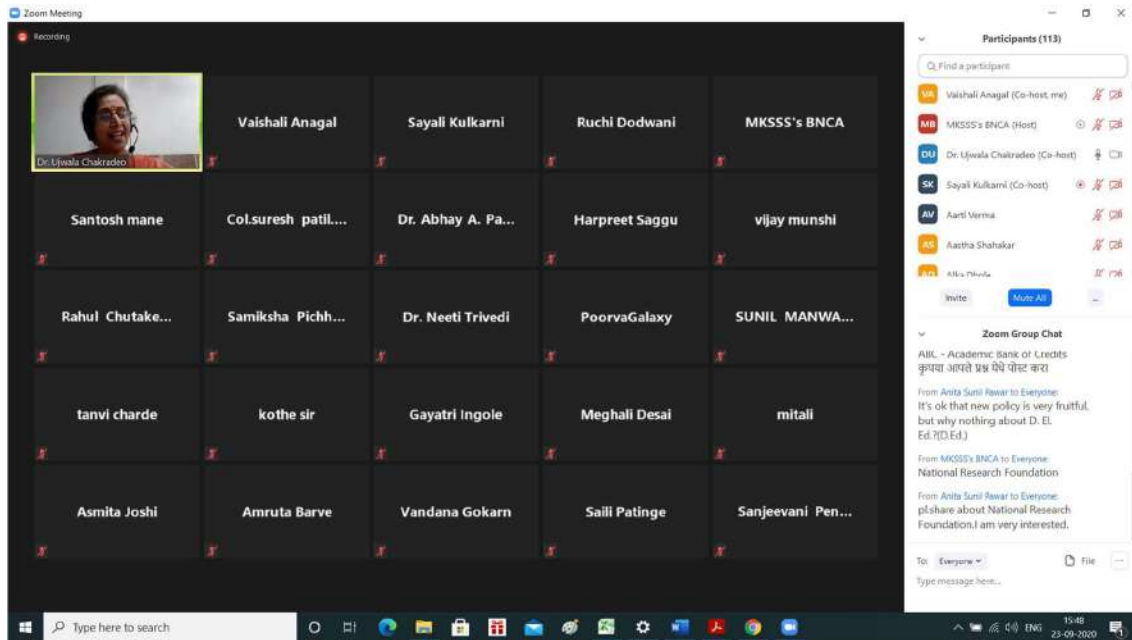 Zoom Meeting
Recording
Dr. Ujwala Chakradeo
Vaishali Anagal
Sayali Kulkarni
Ruchi Dodwani
MKSSS's BNCA
Santosh mane
Col.suresh patil....
Dr. Abhay A. Pa...
Harpreet Saggu
vijay munshi
Rahul Chutake...
Samiksha Pichh...
Dr. Neeti Trivedi
PoorvaGalaxy
SUNIL MANWA...
tanvi charde
kothe sir
Gayatri Ingole
Meghali Desai
mitali
Asmita Joshi
Amruta Barve
Vandana Gokarn
Saili Patinge
Sanjeevani Pen...
Participants (113)
Find a participant
VA Vaishali Anagal (Co-host, me)
MB MKSSS's BNCA (Host)
DU Dr. Ujwala Chakradeo (Co-host)
SK Sayali Kulkarni (Co-host)
AV Aarti Verma
AS Aastha Shahakar
AD Alka Dhole
Invite
Mute All
...
Zoom Group Chat
ABC - Academic Bank of Credits
कृपया आपले प्रश्न येथे पोस्ट करा
From Anita Sunil Pawar to Everyone:
It's ok that new policy is very fruitful,
but why nothing about D. El.
Ed.?(D.Ed.)
From MKSSS's BNCA to Everyone:
National Research Foundation
From Anita Sunil Pawar to Everyone:
pl.share about National Research
Foundation.I am very interested.
To: Everyone
File
...
Type message here...
Type here to search
ENG
15:48
23-09-2020
1